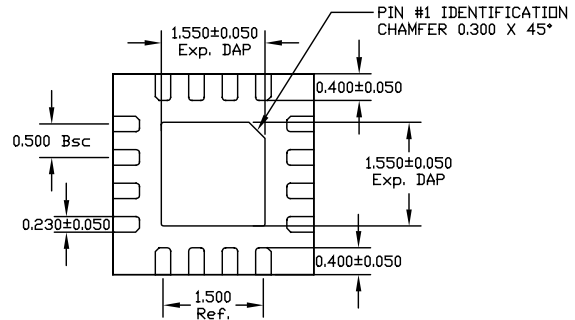 PIN #1 IDENTIFICATION
CHAMFER 0.300 X 45°
1.550±0.050
Exp. DAP
0.400±0.050
0.500 Bsc
1.550±0.050
Exp. DAP
0.230±0.050
0.400±0.050
1.500
Ref.